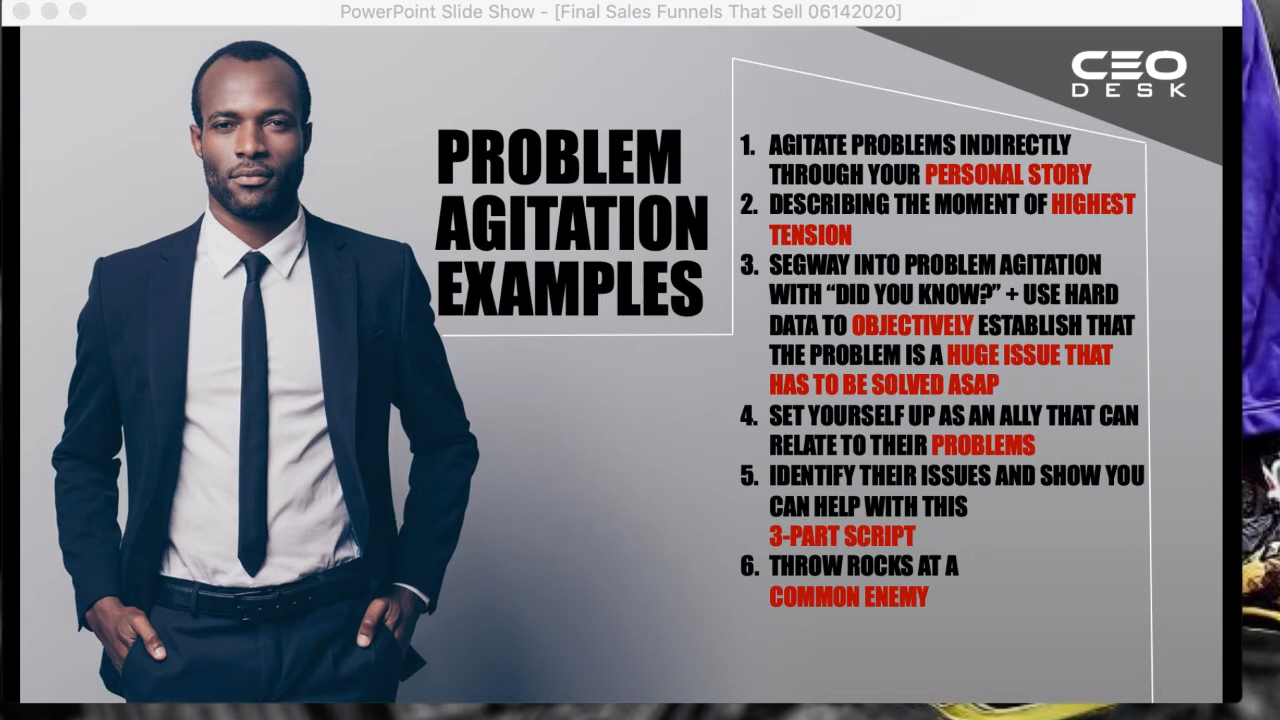 PowerPoint Slide Show - [Final Sales Funnels That Sell 06142020]
CEO
DESK
PROBLEM
AGITATION
EXAMPLES
1. AGITATE PROBLEMS INDIRECTLY
THROUGH YOUR PERSONAL STORY
2. DESCRIBING THE MOMENT OF HIGHEST
TENSION
3. SEGWAY INTO PROBLEM AGITATION
WITH “DID YOU KNOW?” + USE HARD
DATA TO OBJECTIVELY ESTABLISH THAT
THE PROBLEM IS A HUGE ISSUE THAT
HAS TO BE SOLVED ASAP
4. SET YOURSELF UP AS AN ALLY THAT CAN
RELATE TO THEIR PROBLEMS
5. IDENTIFY THEIR ISSUES AND SHOW YOU
CAN HELP WITH THIS
3-PART SCRIPT
6. THROW ROCKS AT A
COMMON ENEMY